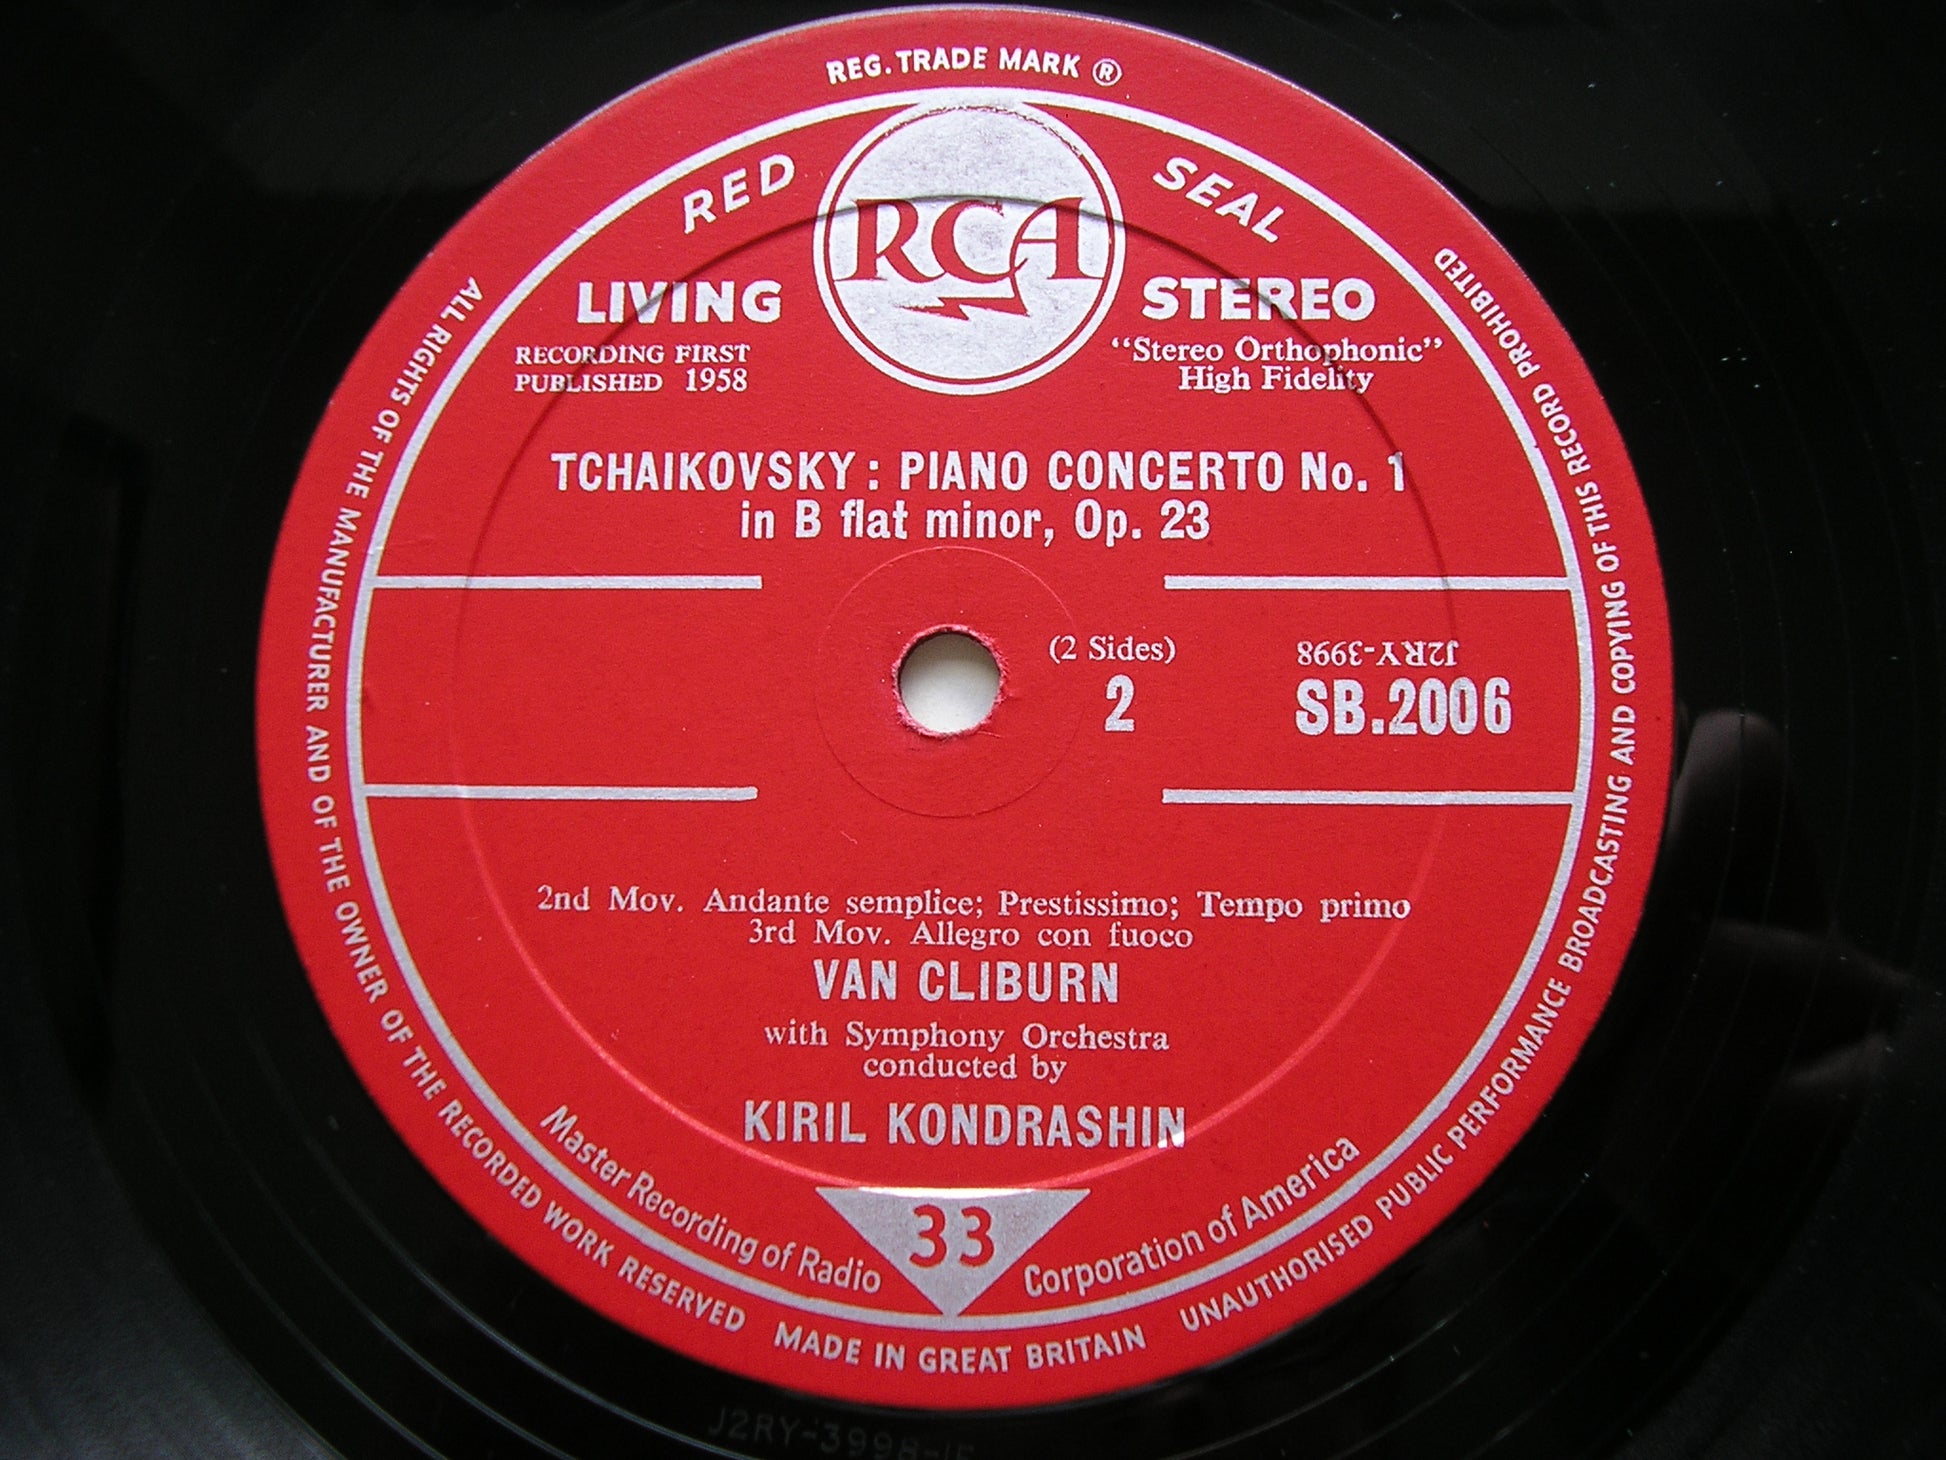 REG. TRADE MARK ®
RED SEAL
RCA
LIVING STEREO
RECORDING FIRST
PUBLISHED 1958
“Stereo Orthophonic”
High Fidelity
TCHAIKOVSKY : PIANO CONCERTO No. 1
in B flat minor, Op. 23
(2 Sides)
2
J2RY-3998
SB.2006
2nd Mov. Andante semplice; Prestissimo; Tempo primo
3rd Mov. Allegro con fuoco
VAN CLIBURN
with Symphony Orchestra
conducted by
KIRIL KONDRASHIN
Master Recording of Radio Corporation of America
33
ALL RIGHTS OF THE MANUFACTURER AND OF THE OWNER OF THE RECORDED WORK RESERVED
MADE IN GREAT BRITAIN
UNAUTHORISED PUBLIC PERFORMANCE BROADCASTING AND COPYING OF THIS RECORD PROHIBITED